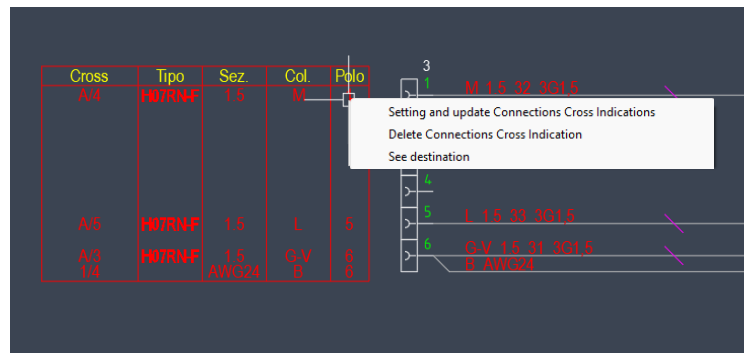 3
Cross Tipo Sez. Col. Polo
1
A/4 H07RN-F 1.5 M
M 1.5 32 3G1,5
Setting and update Connections Cross Indications
Delete Connections Cross Indication
See destination
4
A/5 H07RN-F 1.5 L 5
5
L 1.5 33 3G1,5
A/3 H07RN-F 1.5 G-V 6
6
G-V 1.5 31 3G1,5
1/4 AWG24 B 6
B AWG24